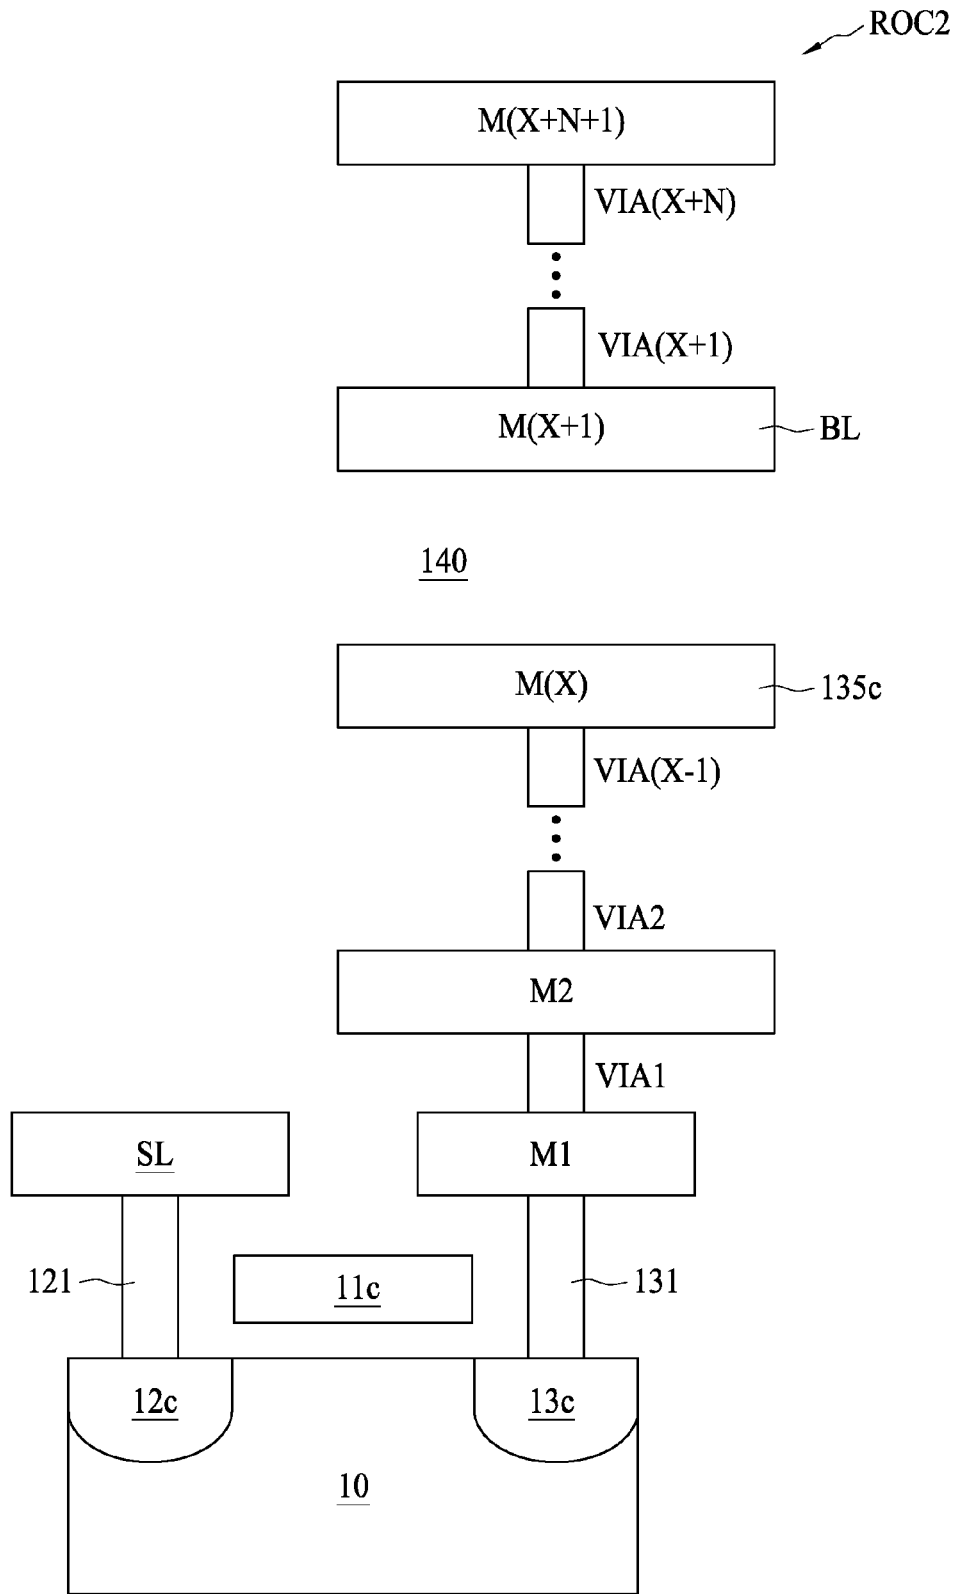 ROC2
M(X+N+1)
VIA(X+N)
VIA(X+1)
M(X+1)
BL
140
M(X)
135c
VIA(X-1)
VIA2
M2
VIA1
SL
M1
121
11c
131
12c
13c
10